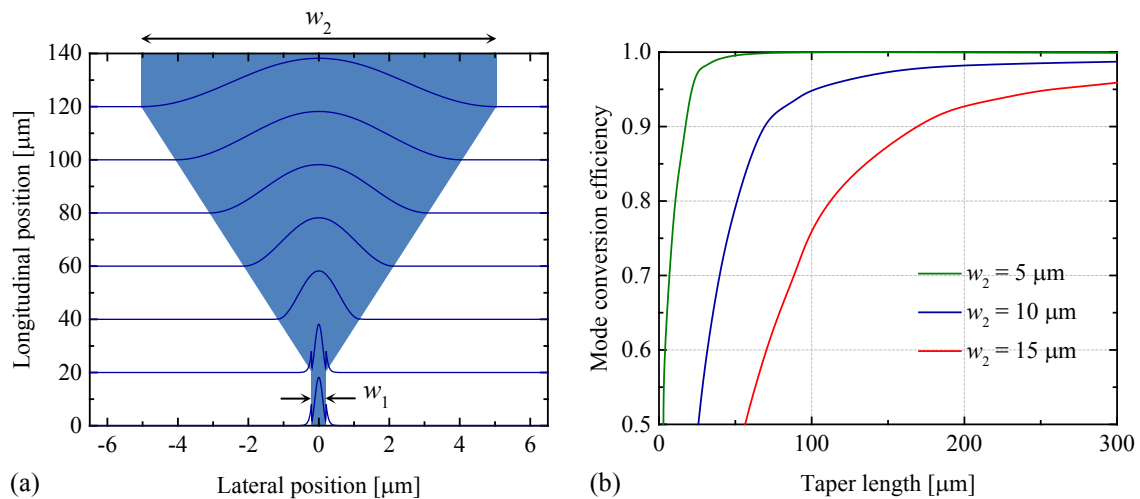 w₂
140
120
100
80
60
40
20
0
Longitudinal position [μm]
w₁
-6 -4 -2 0 2 4 6
Lateral position [μm]
(a)
1.0
0.9
0.8
0.7
0.6
0.5
Mode conversion efficiency
w₂ = 5 μm
w₂ = 10 μm
w₂ = 15 μm
0 100 200 300
Taper length [μm]
(b)